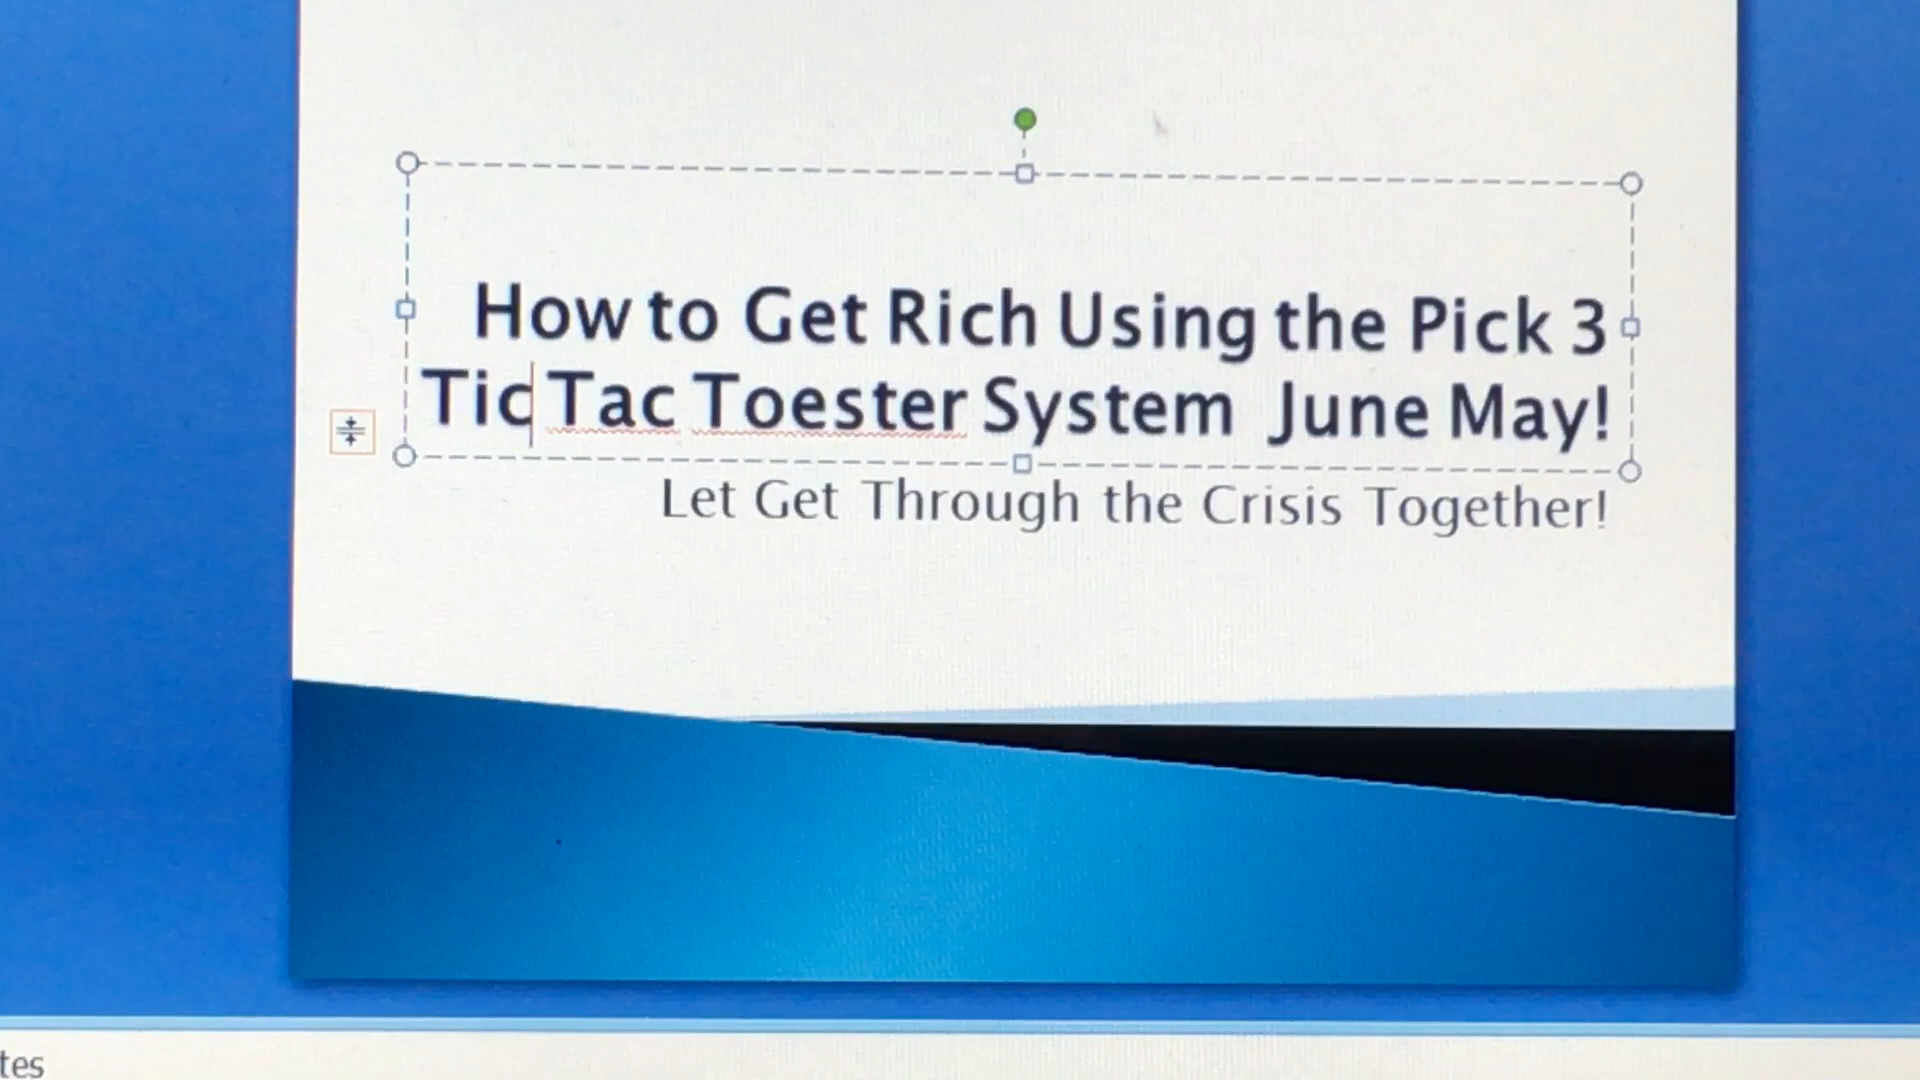 How to Get Rich Using the Pick 3
Tic Tac Toester System June May!
Let Get Through the Crisis Together!
tes